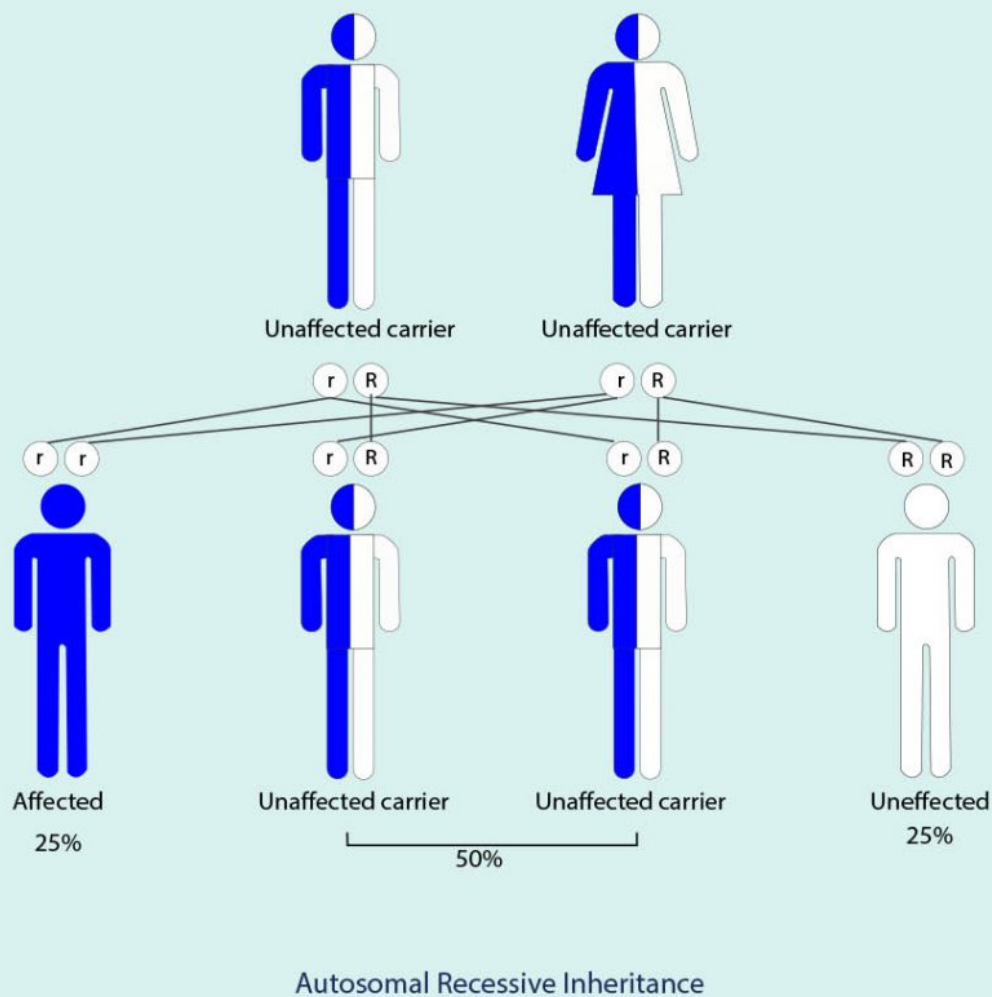 Unaffected carrier Unaffected carrier
r R r R
r r r R r R R R
Affected Unaffected carrier Unaffected carrier Uneffected
25% 50% 25%
Autosomal Recessive Inheritance